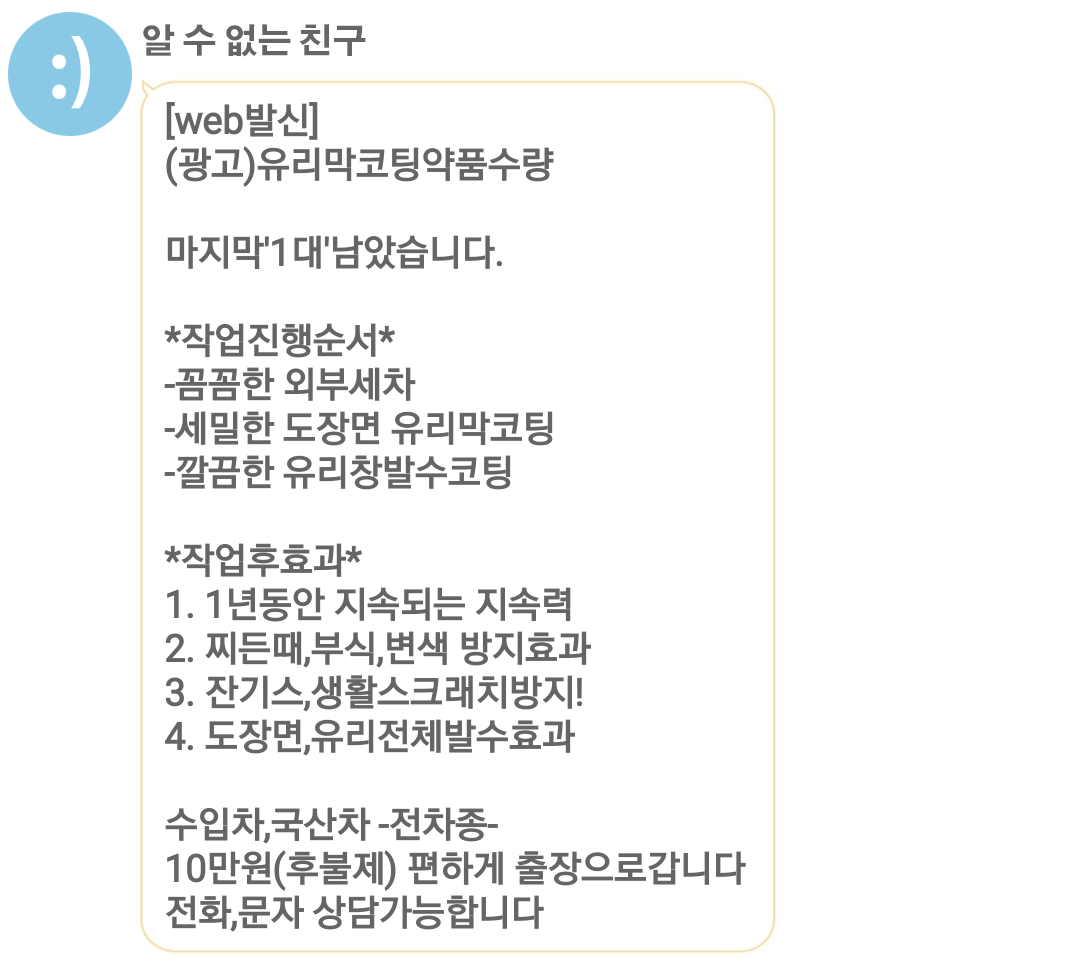 :)
알 수 없는 친구
[web발신]
(광고)유리막코팅약품수량
마지막'1대'남았습니다.
*작업진행순서*
-꼼꼼한 외부세차
-세밀한 도장면 유리막코팅
-깔끔한 유리창발수코팅
*작업후효과*
1. 1년동안 지속되는 지속력
2. 찌든때,부식,변색 방지효과
3. 잔기스,생활스크래치방지!
4. 도장면,유리전체발수효과
수입차,국산차 -전차종-
10만원(후불제) 편하게 출장으로갑니다
전화,문자 상담가능합니다